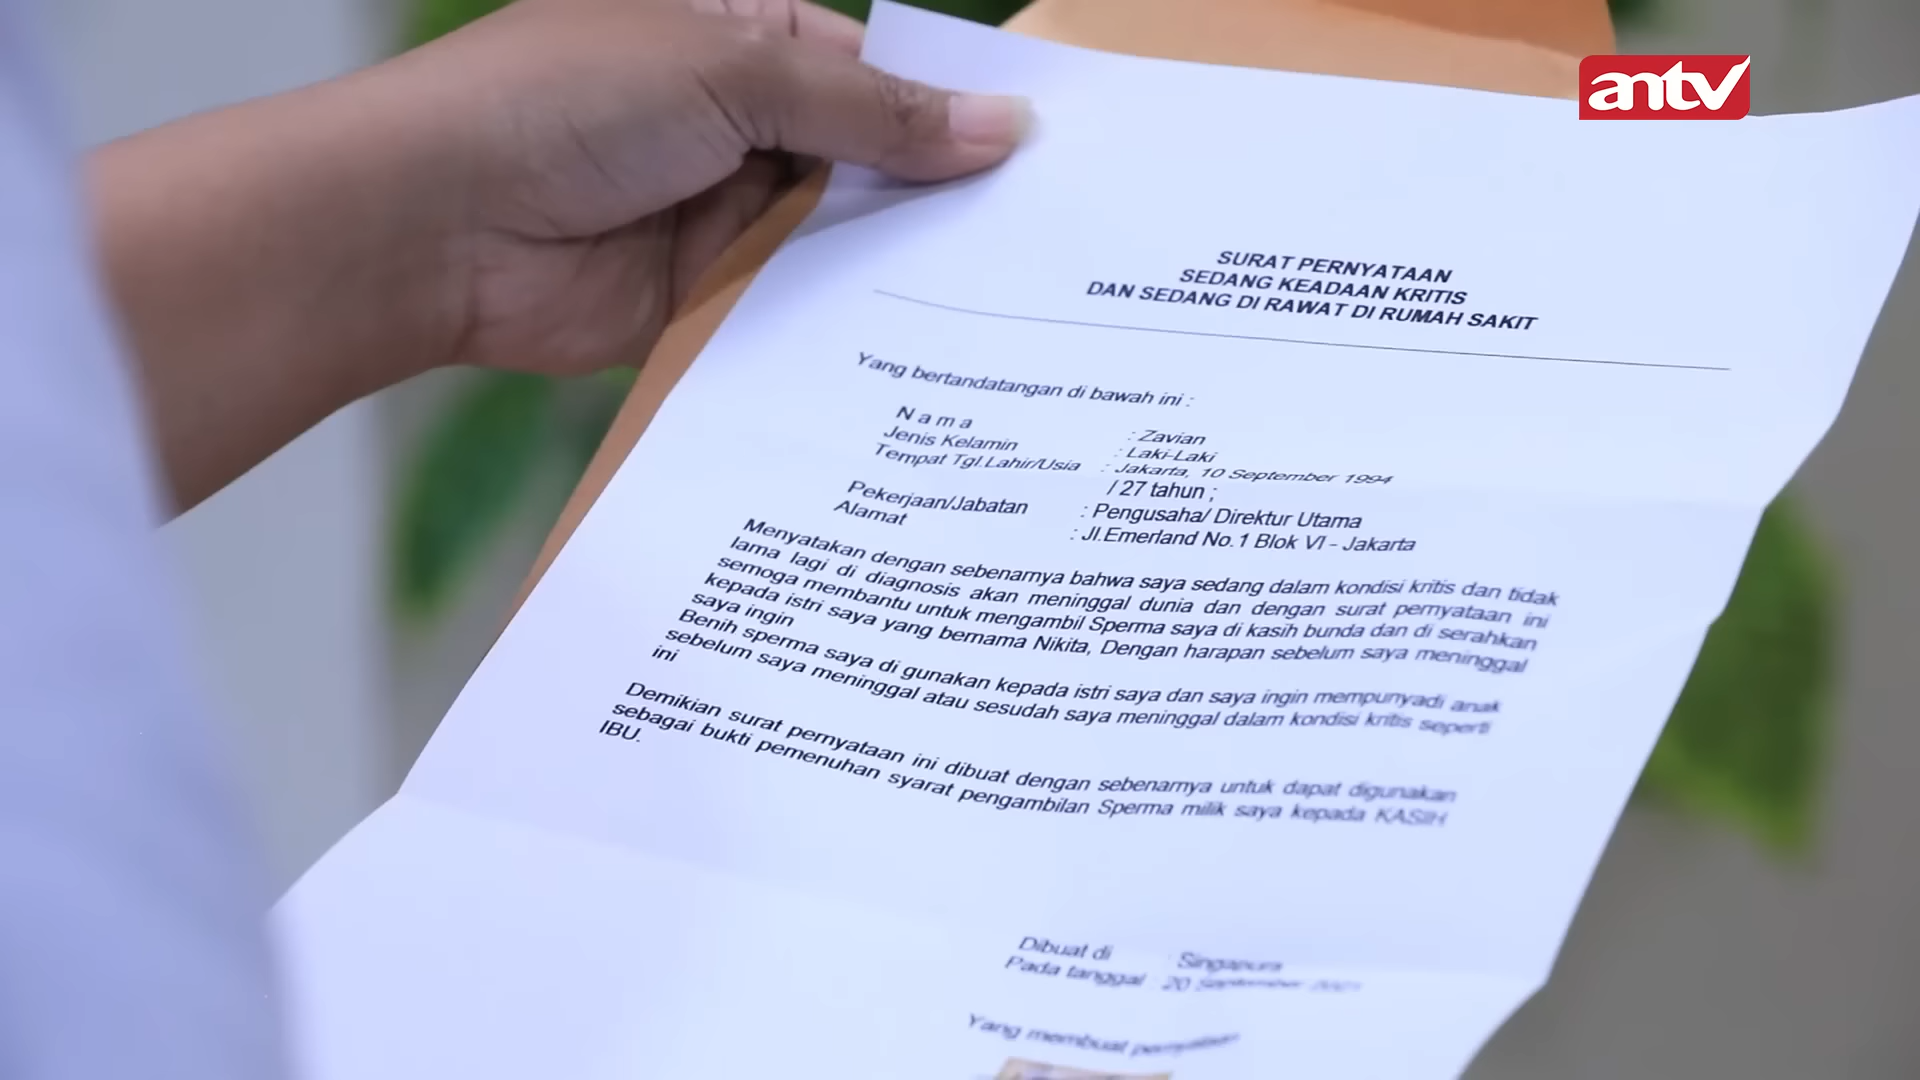 antv
SURAT PERNYATAAN
SEDANG KEADAAN KRITIS
DAN SEDANG DI RAWAT DI RUMAH SAKIT
Yang bertandatangan di bawah ini :
N a m a : Zavian
Jenis Kelamin : Laki-Laki
Tempat Tgl.Lahir/Usia : Jakarta, 10 September 1994
/ 27 tahun ;
Pekerjaan/Jabatan : Pengusaha/ Direktur Utama
Alamat : Jl.Emerland No.1 Blok VI - Jakarta
Menyatakan dengan sebenarnya bahwa saya sedang dalam kondisi kritis dan tidak
lama lagi di diagnosis akan meninggal dunia dan dengan surat pernyataan ini
semoga membantu untuk mengambil Sperma saya di kasih bunda dan di serahkan
kepada istri saya yang bernama Nikita, Dengan harapan sebelum saya meninggal
saya ingin
Benih sperma saya di gunakan kepada istri saya dan saya ingin mempunyadi anak
sebelum saya meninggal atau sesudah saya meninggal dalam kondisi kritis seperti
ini
Demikian surat pernyataan ini dibuat dengan sebenarnya untuk dapat digunakan
sebagai bukti pemenuhan syarat pengambilan Sperma milik saya kepada KASIH
IBU.
Dibuat di : Singapura
Pada tanggal : 20 September 2021
Yang membuat pernyataan